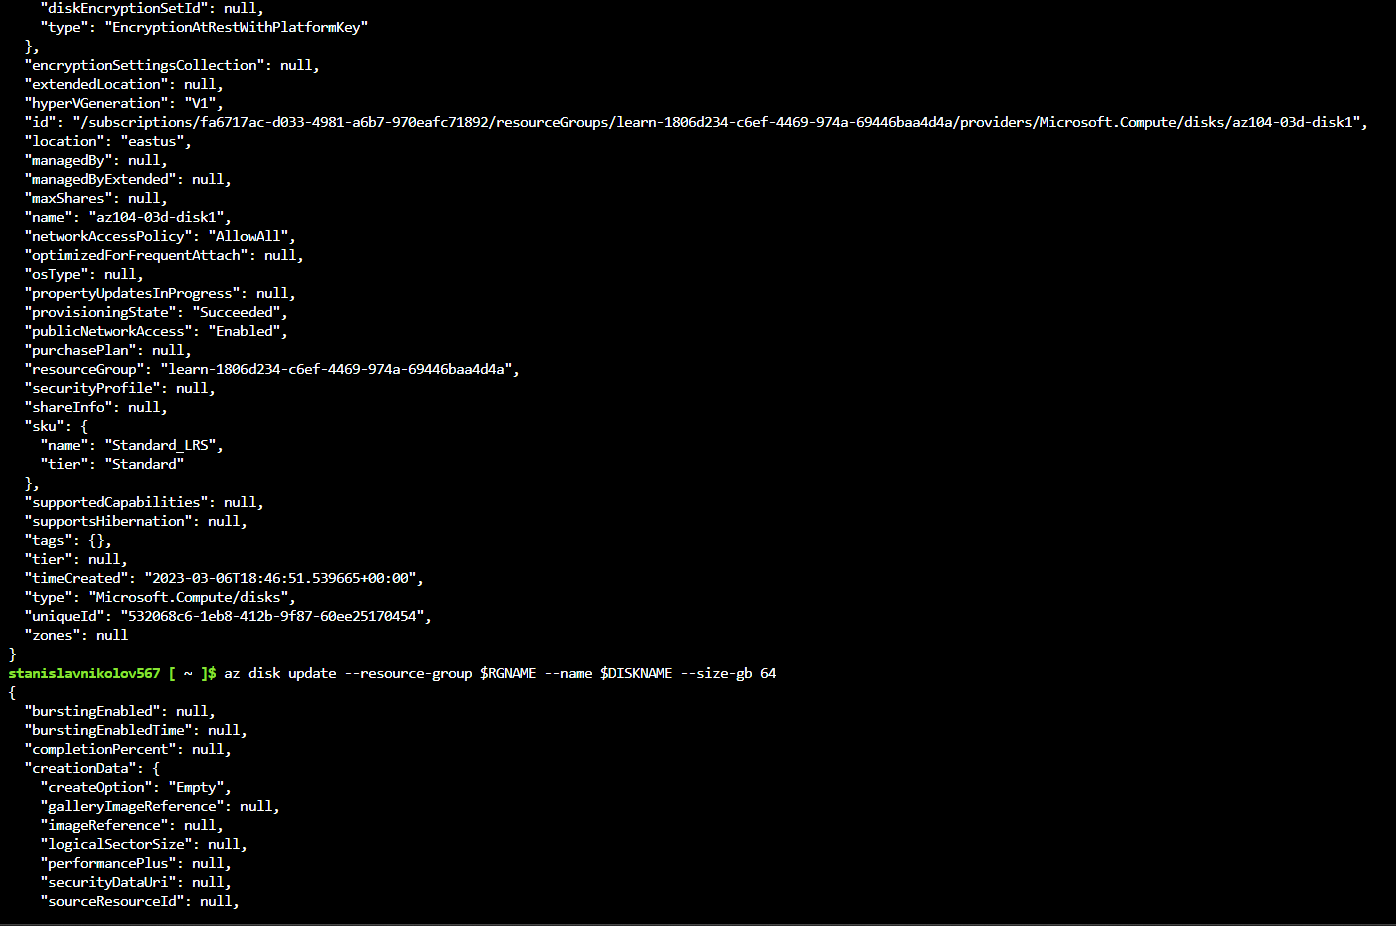 "diskEncryptionSetId": null,
"type": "EncryptionAtRestWithPlatformKey"
},
"encryptionSettingsCollection": null,
"extendedLocation": null,
"hyperVGeneration": "V1",
"id": "/subscriptions/fa6717ac-d033-4981-a6b7-970eafc71892/resourceGroups/learn-1806d234-c6ef-4469-974a-69446baa4d4a/providers/Microsoft.Compute/disks/az104-03d-disk1",
"location": "eastus",
"managedBy": null,
"managedByExtended": null,
"maxShares": null,
"name": "az104-03d-disk1",
"networkAccessPolicy": "AllowAll",
"optimizedForFrequentAttach": null,
"osType": null,
"propertyUpdatesInProgress": null,
"provisioningState": "Succeeded",
"publicNetworkAccess": "Enabled",
"purchasePlan": null,
"resourceGroup": "learn-1806d234-c6ef-4469-974a-69446baa4d4a",
"securityProfile": null,
"shareInfo": null,
"sku": {
"name": "Standard_LRS",
"tier": "Standard"
},
"supportedCapabilities": null,
"supportsHibernation": null,
"tags": {},
"tier": null,
"timeCreated": "2023-03-06T18:46:51.539665+00:00",
"type": "Microsoft.Compute/disks",
"uniqueId": "532068c6-1eb8-412b-9f87-60ee25170454",
"zones": null
}
stanislavnikolov567 [ ~ ]$ az disk update --resource-group $RGNAME --name $DISKNAME --size-gb 64
{
"burstingEnabled": null,
"burstingEnabledTime": null,
"completionPercent": null,
"creationData": {
"createOption": "Empty",
"galleryImageReference": null,
"imageReference": null,
"logicalSectorSize": null,
"performancePlus": null,
"securityDataUri": null,
"sourceResourceId": null,